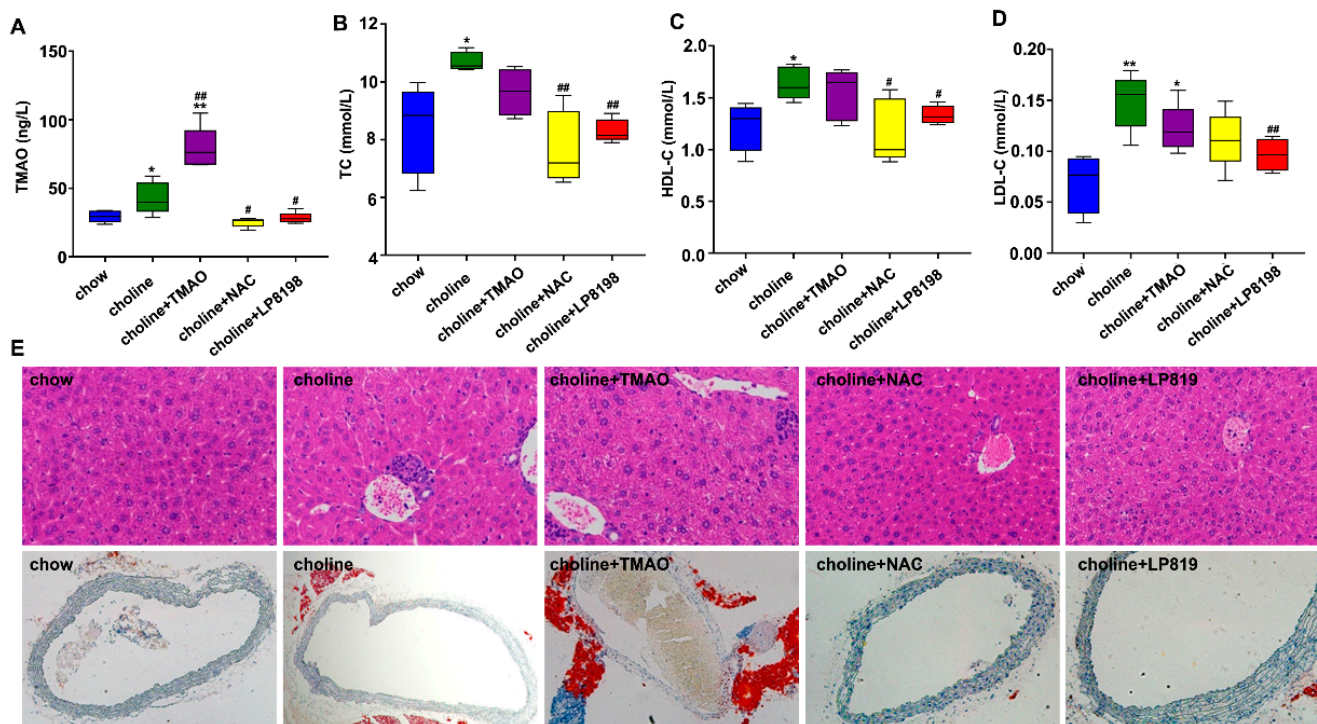 A
TMAO (ng/L)
150
100
50
0
*
##
**
#
#
chow
choline
choline+TMAO
choline+NAC
choline+LP8198
B
TC (mmol/L)
12
10
8
6
4
*
##
##
chow
choline
choline+TMAO
choline+NAC
choline+LP8198
C
HDL-C (mmol/L)
2.0
1.5
1.0
0.0
*
#
#
chow
choline
choline+TMAO
choline+NAC
choline+LP8198
D
LDL-C (mmol/L)
0.20
0.15
0.10
0.05
0.00
**
*
##
chow
choline
choline+TMAO
choline+NAC
choline+LP8198
E
chow
choline
choline+TMAO
choline+NAC
choline+LP819
chow
choline
choline+TMAO
choline+NAC
choline+LP819